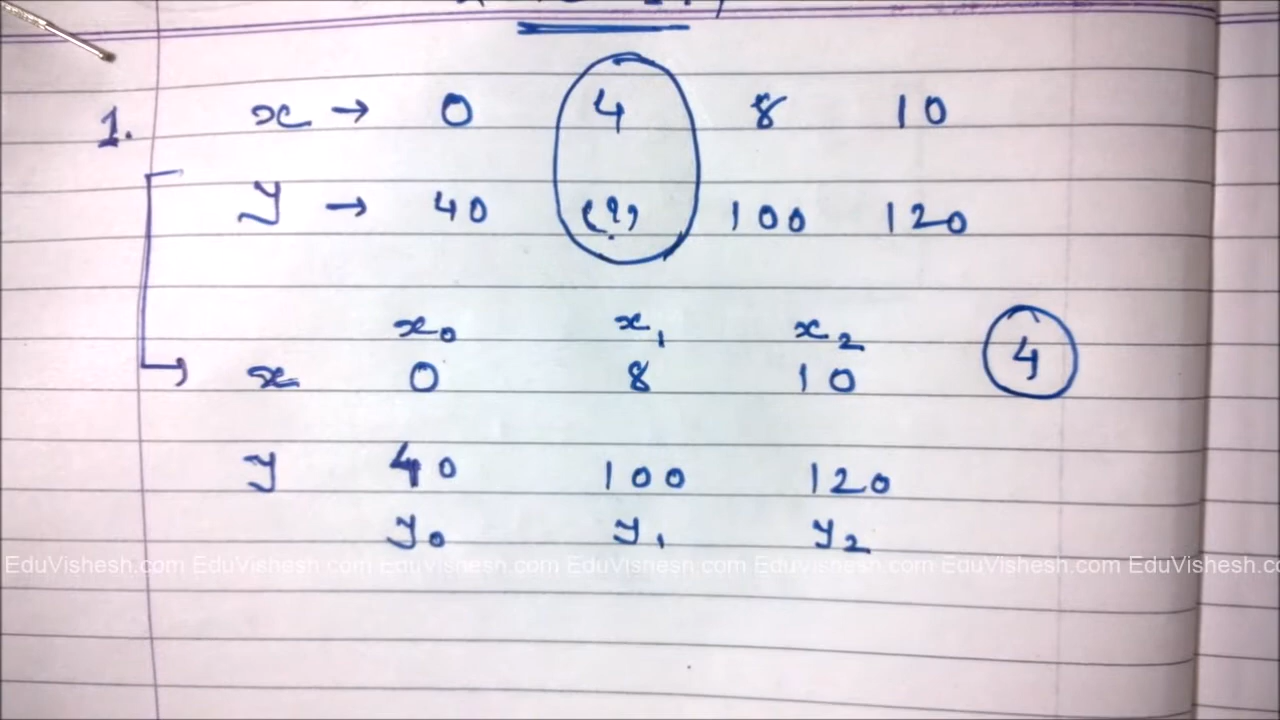 1. x → 0 4 8 10
y → 40 (?) 100 120
x₀ x₁ x₂
x 0 8 10 4
y 40 100 120
y₀ y₁ y₂
EduVishesh.com EduVishesh.com EduVishesh.com EduVishesh.com EduVishesh.com EduVishesh.com EduVishesh.com